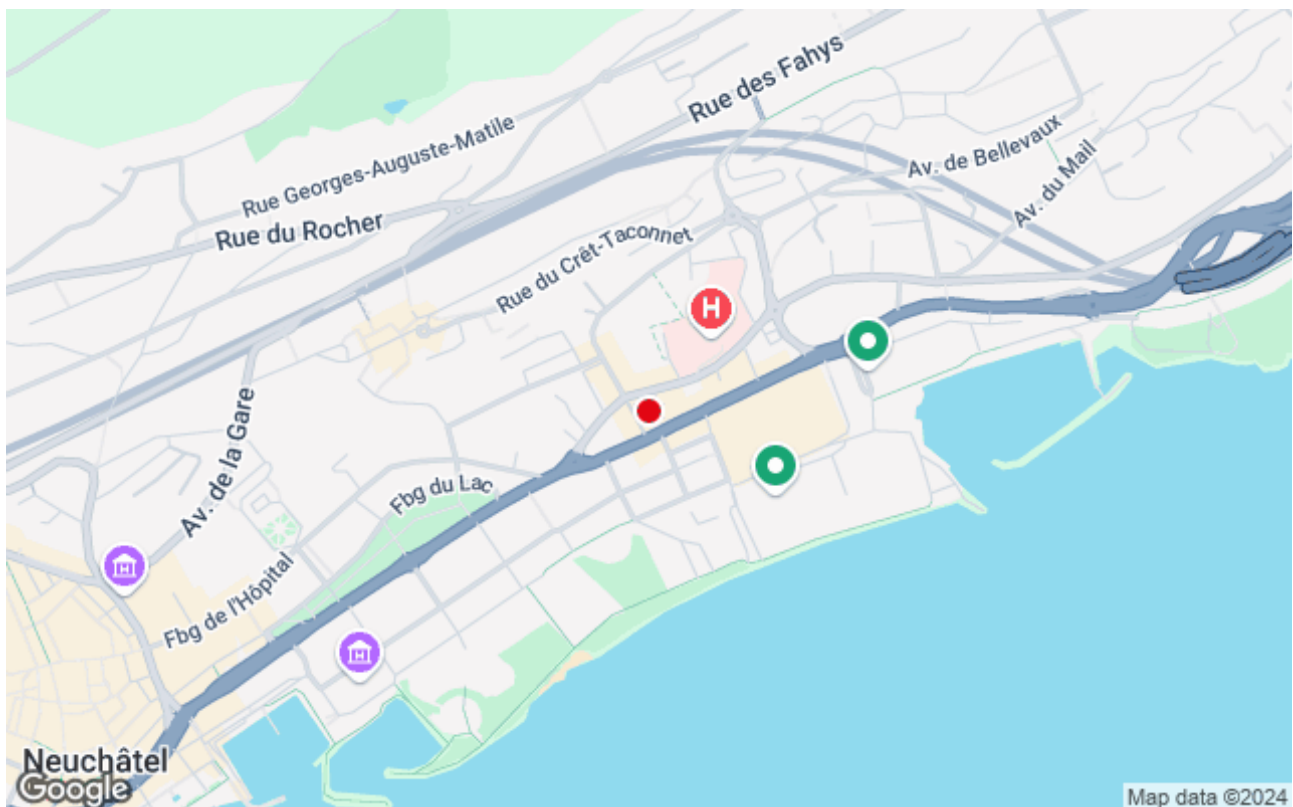 Rue des Fahys
Rue Georges-Auguste-Matile
Av. de Bellevaux
Av. du Mail
Rue du Rocher
Rue du Crêt-Taconnet
H
Av. de la Gare
Fbg du Lac
Fbg de l'Hôpital
Neuchâtel
Google
Map data ©2024